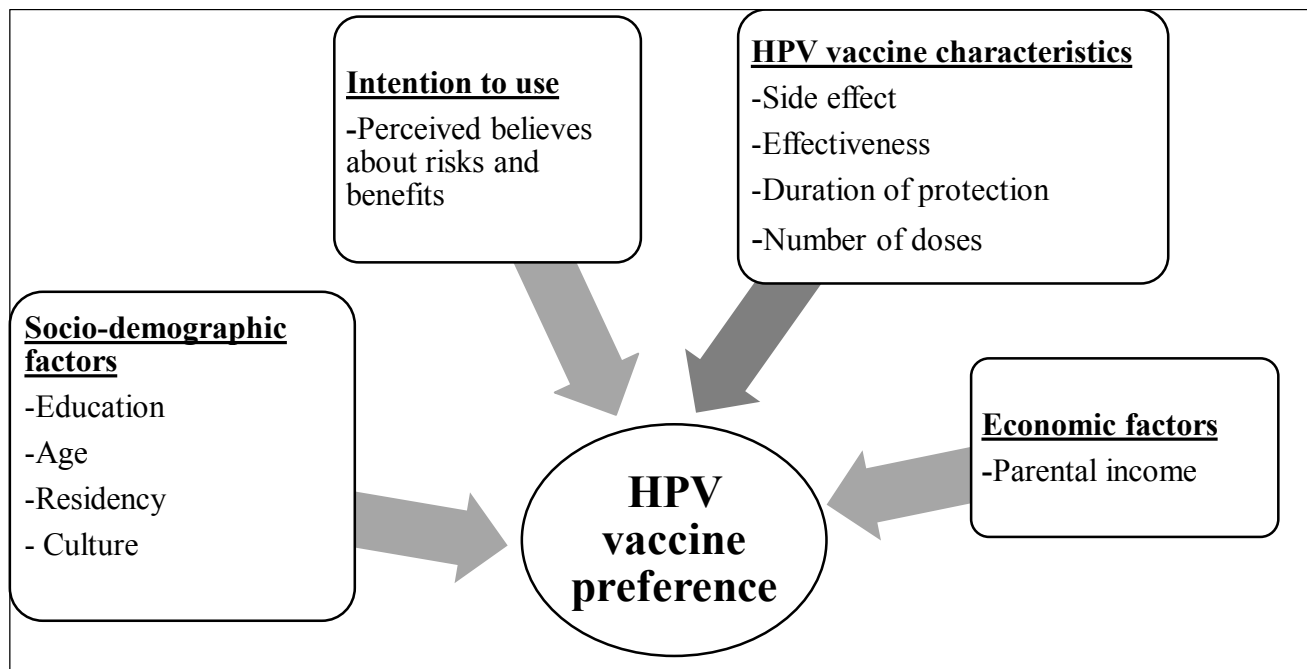 Intention to use
-Perceived believes
about risks and
benefits
HPV vaccine characteristics
-Side effect
-Effectiveness
-Duration of protection
-Number of doses
Socio-demographic
factors
-Education
-Age
-Residency
- Culture
Economic factors
-Parental income
HPV
vaccine
preference